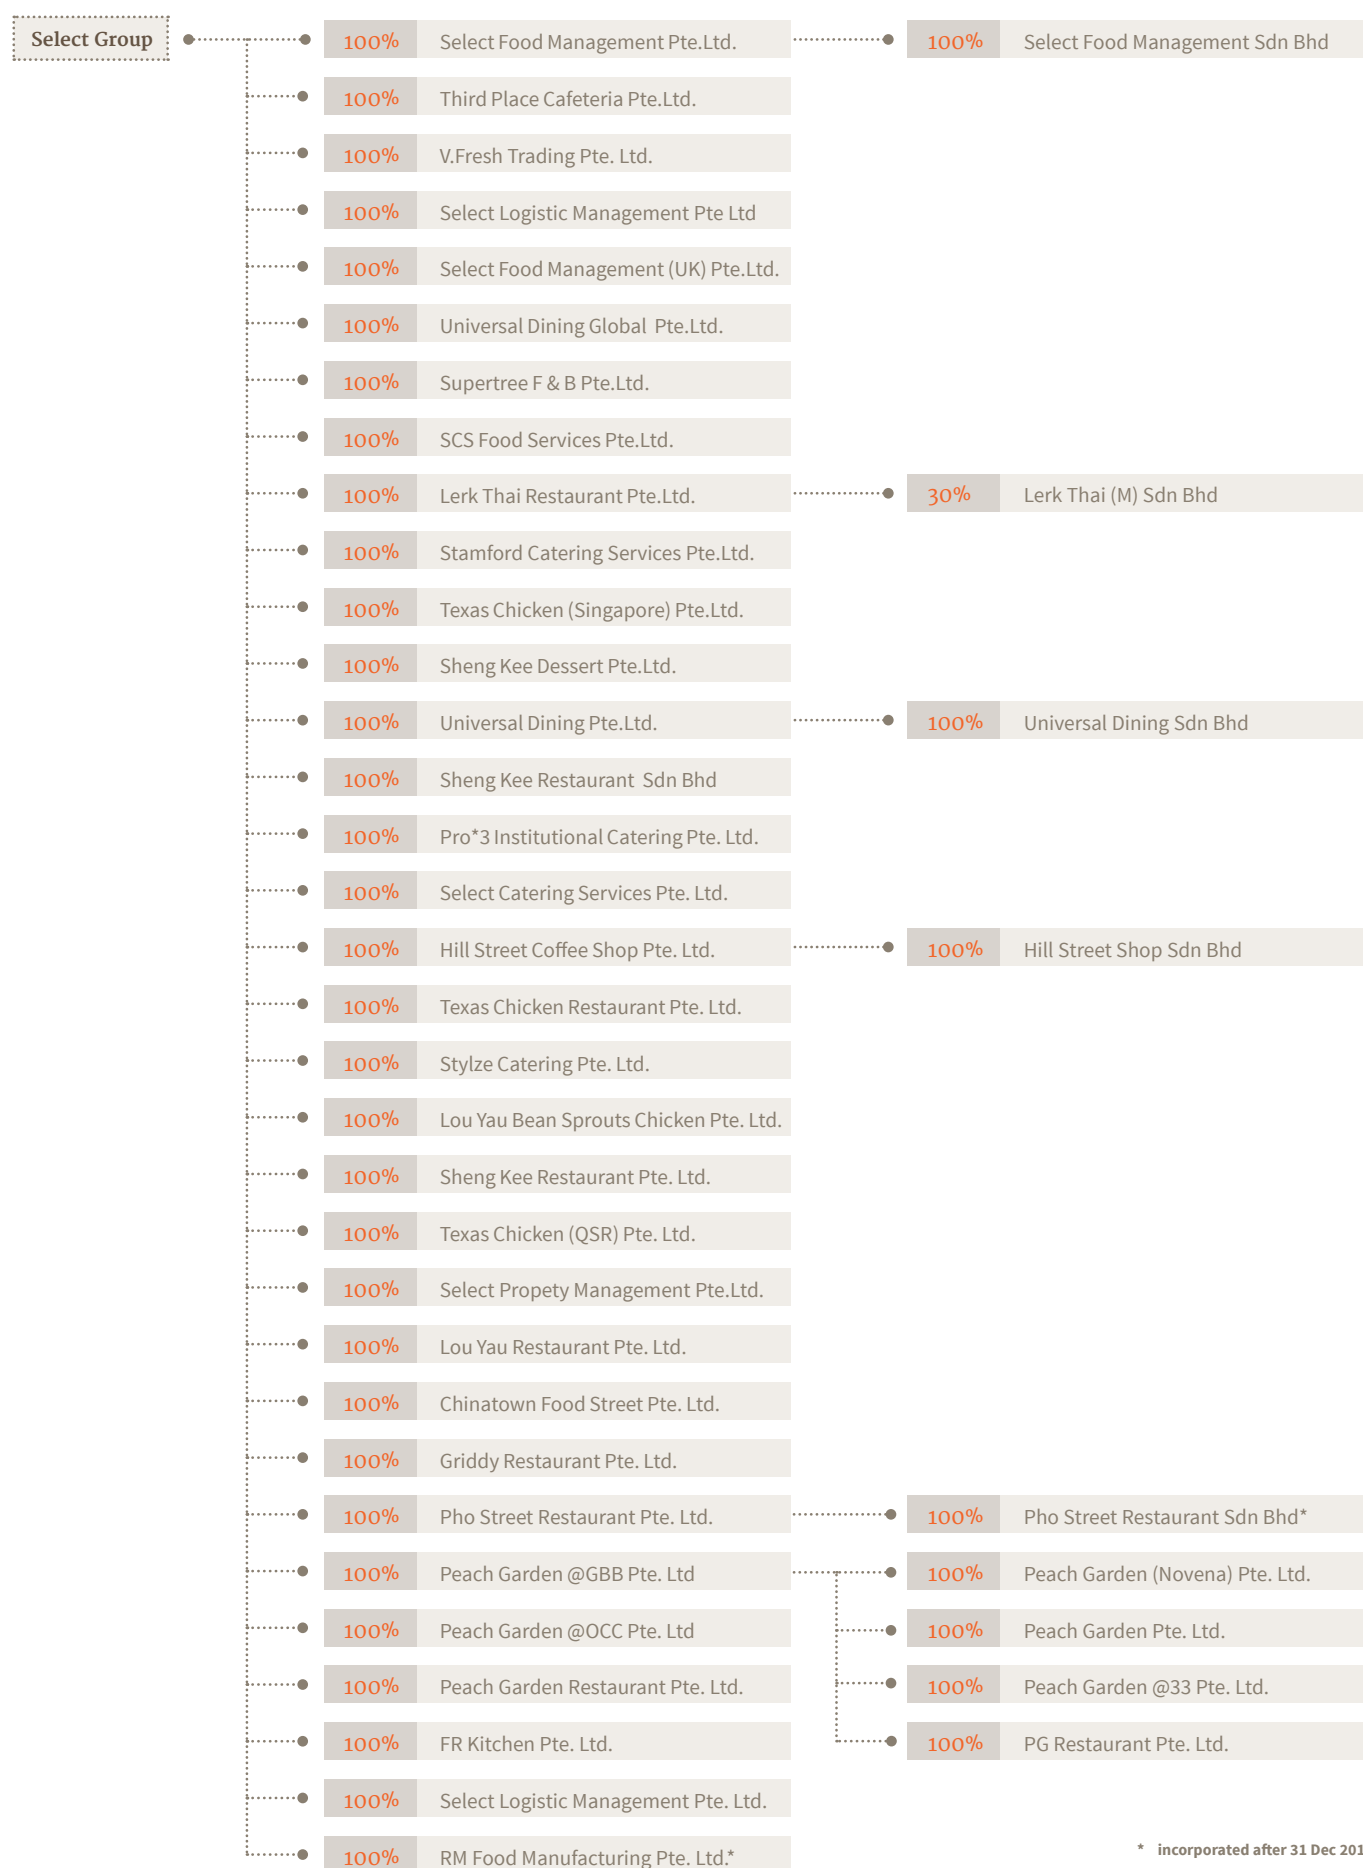 Select Group 100% Select Food Management Pte.Ltd. 100% Select Food Management Sdn Bhd
100% Third Place Cafeteria Pte.Ltd.
100% V.Fresh Trading Pte. Ltd.
100% Select Logistic Management Pte Ltd
100% Select Food Management (UK) Pte.Ltd.
100% Universal Dining Global Pte.Ltd.
100% Supertree F & B Pte.Ltd.
100% SCS Food Services Pte.Ltd.
100% Lerk Thai Restaurant Pte.Ltd. 30% Lerk Thai (M) Sdn Bhd
100% Stamford Catering Services Pte.Ltd.
100% Texas Chicken (Singapore) Pte.Ltd.
100% Sheng Kee Dessert Pte.Ltd.
100% Universal Dining Pte.Ltd. 100% Universal Dining Sdn Bhd
100% Sheng Kee Restaurant Sdn Bhd
100% Pro*3 Institutional Catering Pte. Ltd.
100% Select Catering Services Pte. Ltd.
100% Hill Street Coffee Shop Pte. Ltd. 100% Hill Street Shop Sdn Bhd
100% Texas Chicken Restaurant Pte. Ltd.
100% Stylze Catering Pte. Ltd.
100% Lou Yau Bean Sprouts Chicken Pte. Ltd.
100% Sheng Kee Restaurant Pte. Ltd.
100% Texas Chicken (QSR) Pte. Ltd.
100% Select Propety Management Pte.Ltd.
100% Lou Yau Restaurant Pte. Ltd.
100% Chinatown Food Street Pte. Ltd.
100% Griddy Restaurant Pte. Ltd.
100% Pho Street Restaurant Pte. Ltd. 100% Pho Street Restaurant Sdn Bhd*
100% Peach Garden @GBB Pte. Ltd 100% Peach Garden (Novena) Pte. Ltd.
100% Peach Garden @OCC Pte. Ltd 100% Peach Garden Pte. Ltd.
100% Peach Garden Restaurant Pte. Ltd. 100% Peach Garden @33 Pte. Ltd.
100% FR Kitchen Pte. Ltd. 100% PG Restaurant Pte. Ltd.
100% Select Logistic Management Pte. Ltd.
100% RM Food Manufacturing Pte. Ltd.*
* incorporated after 31 Dec